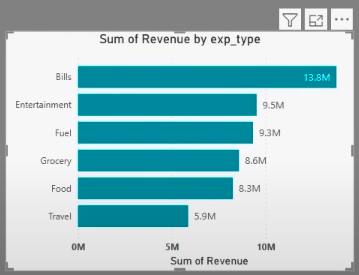 Sum of Revenue by exp_type
Bills 13.8M
Entertainment 9.5M
Fuel 9.3M
Grocery 8.6M
Food 8.3M
Travel 5.9M
0M 5M 10M
Sum of Revenue